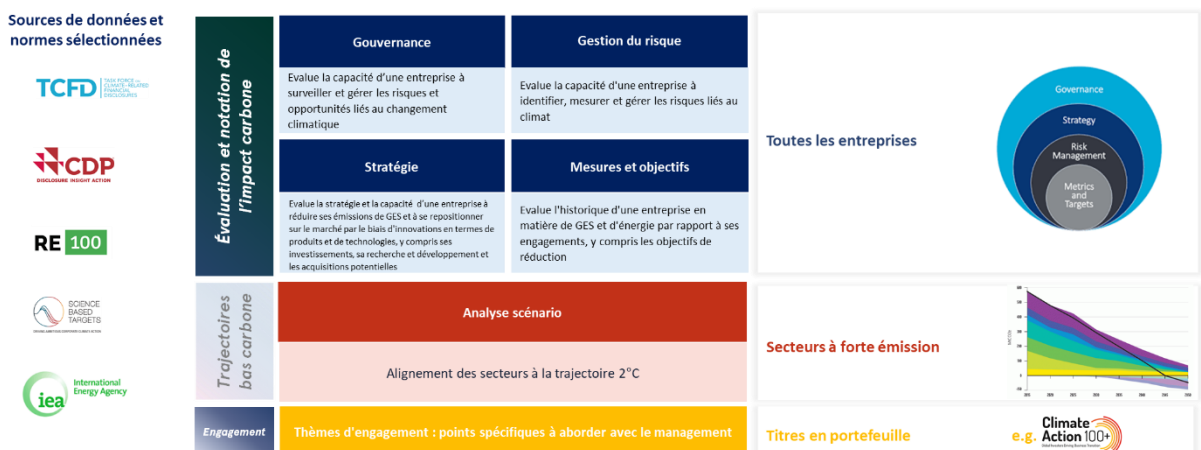 Sources de données et
normes sélectionnées
TCFD
TASK FORCE ON
CLIMATE-RELATED
FINANCIAL
DISCLOSURES
CDP
DISCLOSURE INSIGHT ACTION
RE 100
SCIENCE
BASED
TARGETS
iea
International
Energy Agency
Évaluation et notation de
l'impact carbone
Gouvernance
Evalue la capacité d'une entreprise à
surveiller et gérer les risques et
opportunités liés au changement
climatique
Gestion du risque
Evalue la capacité d'une entreprise à
identifier, mesurer et gérer les risques liés au
climat
Stratégie
Evalue la stratégie et la capacité d'une entreprise à
réduire ses émissions de GES et à se repositionner
sur le marché par le biais d'innovations en termes de
produits et de technologies, y compris ses
investissements, sa recherche et développement et
les acquisitions potentielles
Mesures et objectifs
Evalue l'historique d'une entreprise en
matière de GES et d'énergie par rapport à ses
engagements, y compris les objectifs de
réduction
Toutes les entreprises
Governance
Strategy
Risk
Management
Metrics
and
Targets
Trajectoires
bas carbone
Analyse scénario
Alignement des secteurs à la trajectoire 2°C
Secteurs à forte émission
Engagement
Thèmes d'engagement : points spécifiques à aborder avec le management
Titres en portefeuille
e.g.
Climate
Action 100+